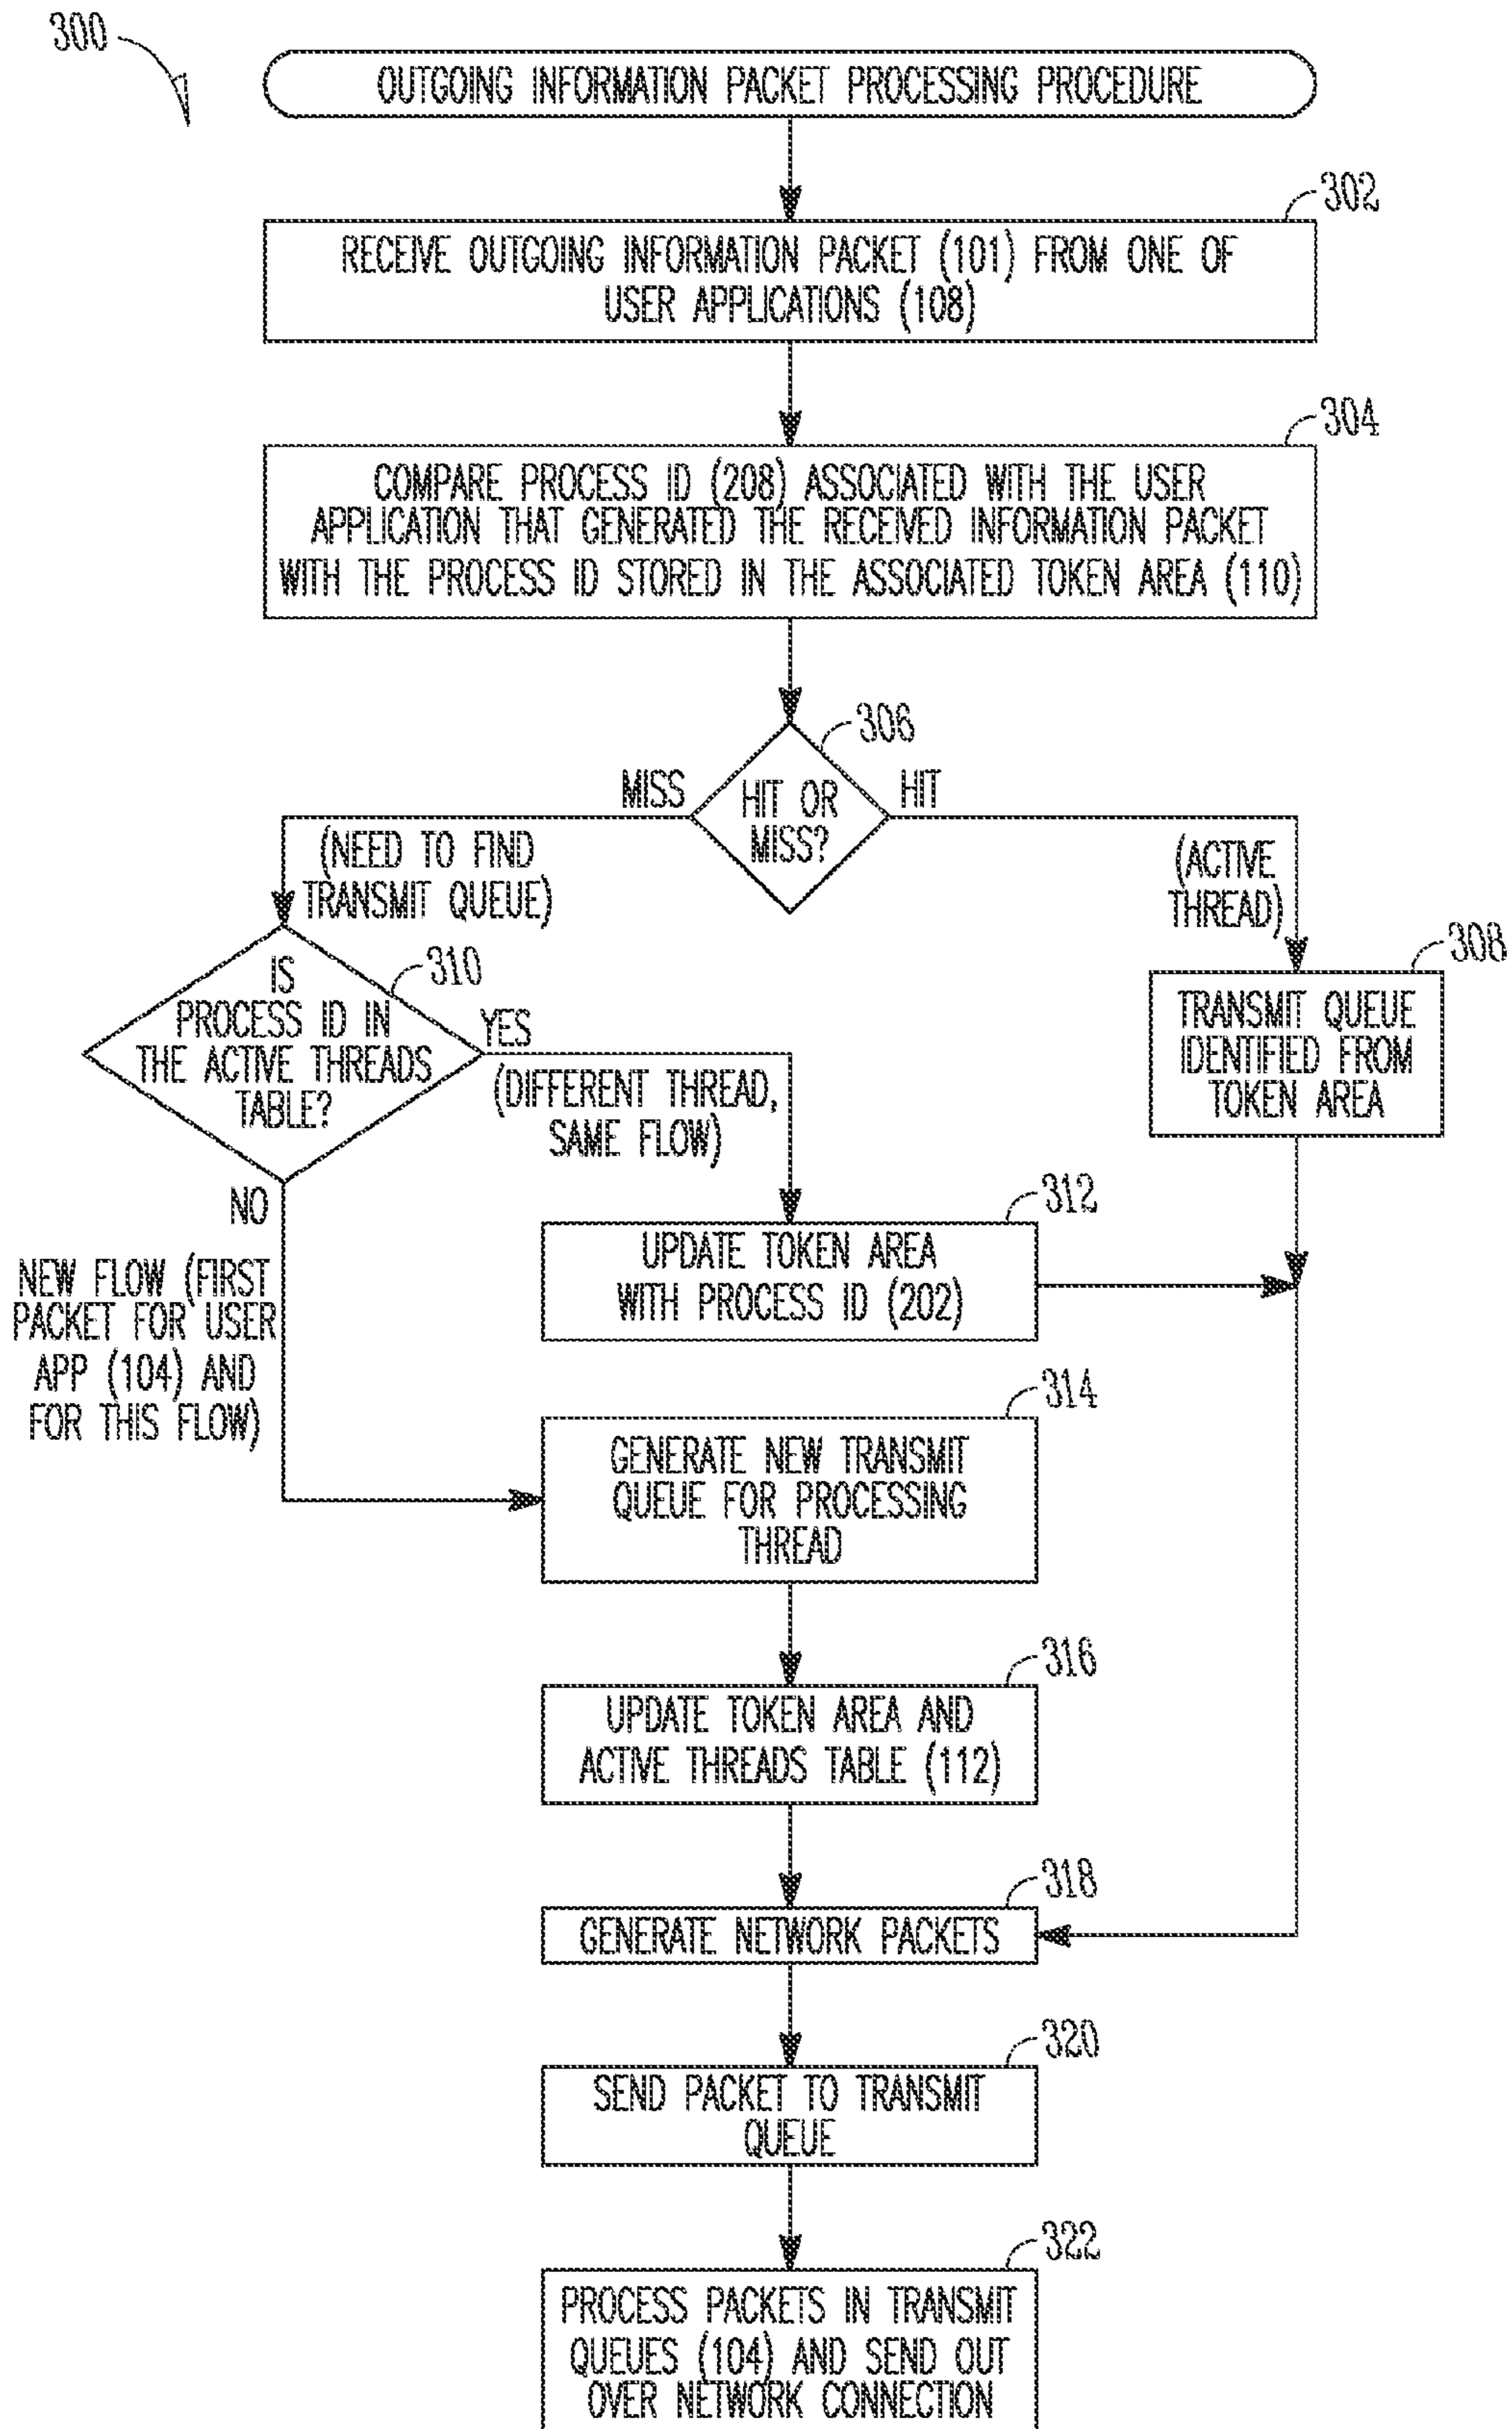 300
OUTGOING INFORMATION PACKET PROCESSING PROCEDURE
302
RECEIVE OUTGOING INFORMATION PACKET (101) FROM ONE OF
USER APPLICATIONS (108)
304
COMPARE PROCESS ID (208) ASSOCIATED WITH THE USER
APPLICATION THAT GENERATED THE RECEIVED INFORMATION PACKET
WITH THE PROCESS ID STORED IN THE ASSOCIATED TOKEN AREA (110)
306
HIT OR
MISS?
MISS
HIT
(NEED TO FIND
TRANSMIT QUEUE)
(ACTIVE
THREAD)
308
TRANSMIT QUEUE
IDENTIFIED FROM
TOKEN AREA
310
IS
PROCESS ID IN
THE ACTIVE THREADS
TABLE?
YES
(DIFFERENT THREAD,
SAME FLOW)
NO
NEW FLOW (FIRST
PACKET FOR USER
APP (104) AND
FOR THIS FLOW)
312
UPDATE TOKEN AREA
WITH PROCESS ID (202)
314
GENERATE NEW TRANSMIT
QUEUE FOR PROCESSING
THREAD
316
UPDATE TOKEN AREA AND
ACTIVE THREADS TABLE (112)
318
GENERATE NETWORK PACKETS
320
SEND PACKET TO TRANSMIT
QUEUE
322
PROCESS PACKETS IN TRANSMIT
QUEUES (104) AND SEND OUT
OVER NETWORK CONNECTION